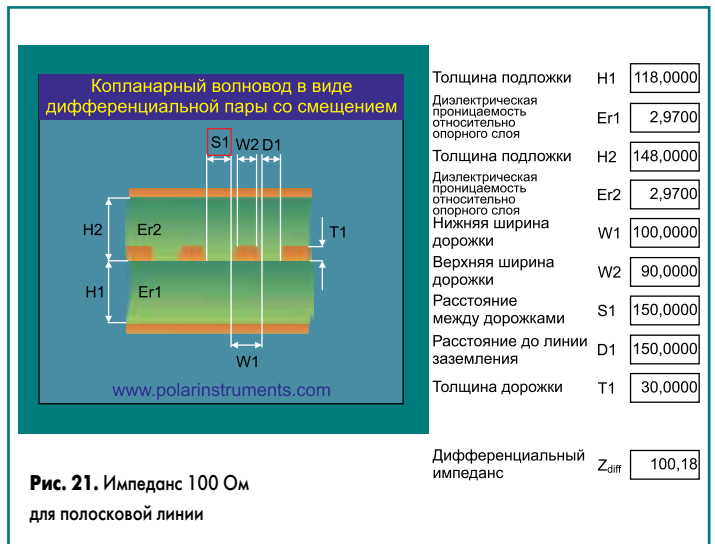 Копланарный волновод в виде
дифференциальной пары со смещением
S1 W2 D1
H2 Er2 T1
H1 Er1
W1
www.polarinstruments.com
Толщина подложки H1 118,0000
Диэлектрическая
проницаемость
относительно
опорного слоя Er1 2,9700
Толщина подложки H2 148,0000
Диэлектрическая
проницаемость
относительно
опорного слоя Er2 2,9700
Нижняя ширина
дорожки W1 100,0000
Верхняя ширина
дорожки W2 90,0000
Расстояние
между дорожками S1 150,0000
Расстояние до линии
заземления D1 150,0000
Толщина дорожки T1 30,0000
Дифференциальный
импеданс Zdiff 100,18
Рис. 21. Импеданс 100 Ом
для полосковой линии